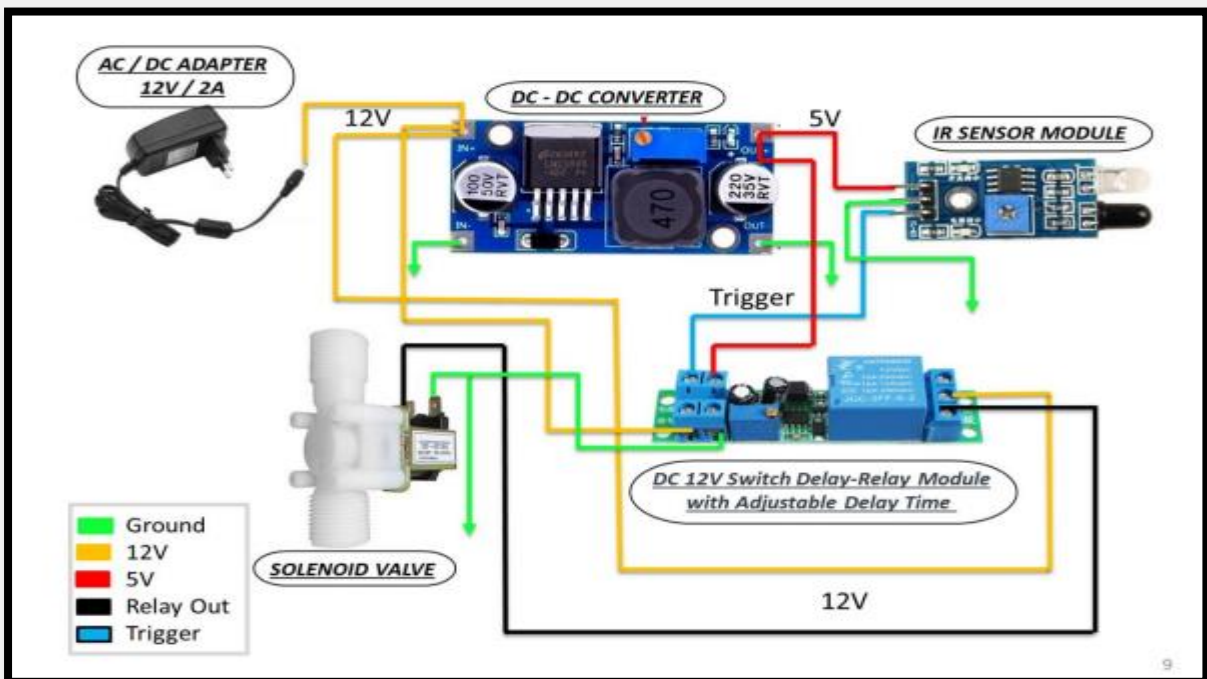 AC / DC ADAPTER
12V / 2A
12V
DC - DC CONVERTER
5V
IR SENSOR MODULE
IN+
OUT+
100
50V
RVT
470
220
35V
RVT
IN-
OUT-
Trigger
DC 12V Switch Delay-Relay Module
with Adjustable Delay Time
Ground
12V
5V
Relay Out
Trigger
SOLENOID VALVE
12V
9